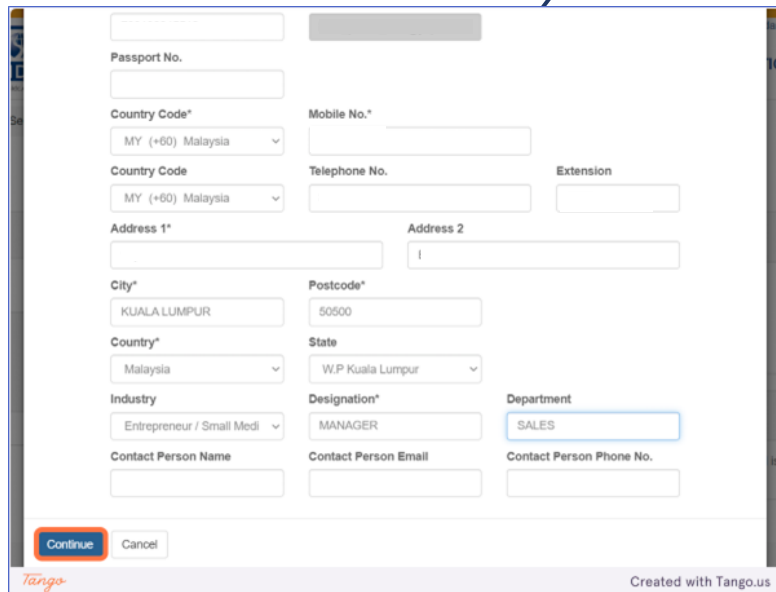 Passport No.
Country Code* Mobile No.*
MY (+60) Malaysia
Country Code Telephone No. Extension
MY (+60) Malaysia
Address 1* Address 2
City* Postcode*
KUALA LUMPUR 50500
Country* State
Malaysia W.P Kuala Lumpur
Industry Designation* Department
Entrepreneur / Small Medi MANAGER SALES
Contact Person Name Contact Person Email Contact Person Phone No.
Continue Cancel
Tango Created with Tango.us